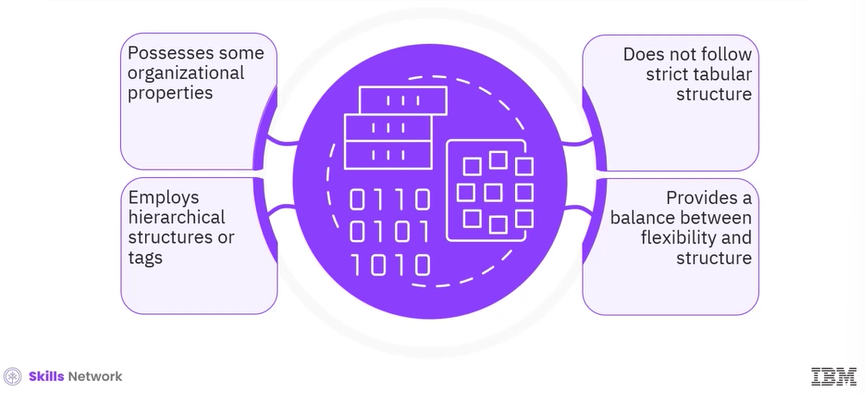 Possesses some
organizational
properties
Does not follow
strict tabular
structure
Employs
hierarchical
structures or
tags
Provides a
balance between
flexibility and
structure
0110
0101
1010
Skills Network
IBM